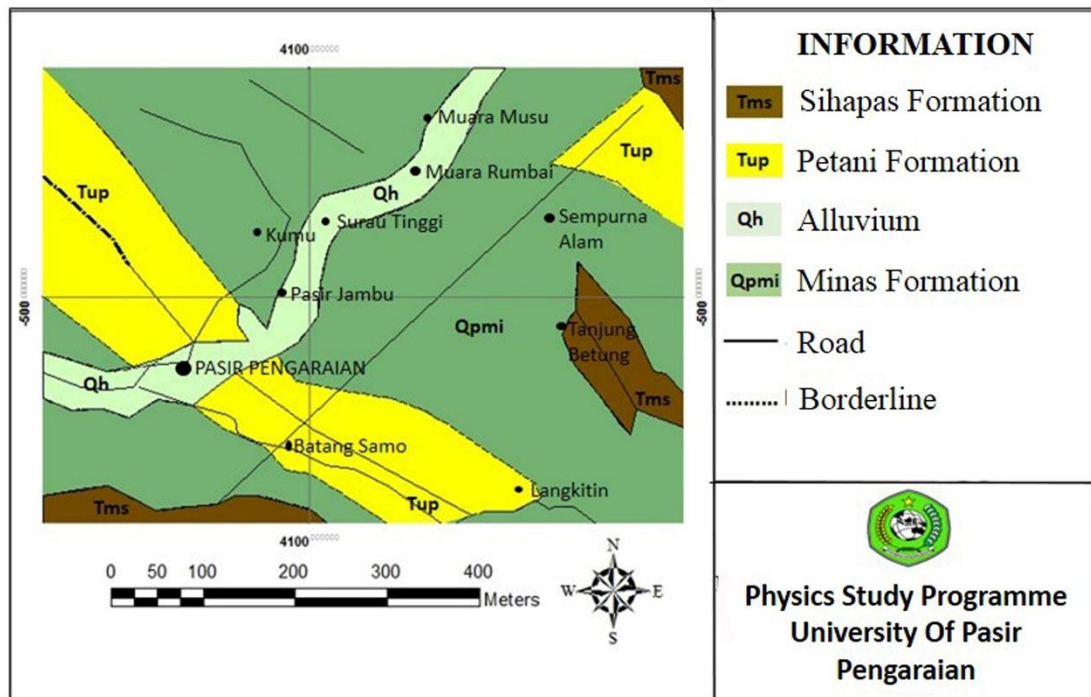 4100
Tms
Muara Musu
Tup
Muara Rumbai
Tup
Qh
Surau Tinggi
Sempurna
Alam
Kumu
-500
-500
Pasir Jambu
Qpmi
Tanjung
Betung
PASIR PENGARAIAN
Qh
Tms
Batang Samo
Langkitin
Tms
Tup
4100
0 50 100 200 300 400
Meters
N
W E
S
INFORMATION
Tms Sihapas Formation
Tup Petani Formation
Qh Alluvium
Qpmi Minas Formation
Road
Borderline
Physics Study Programme
University Of Pasir
Pengaraian